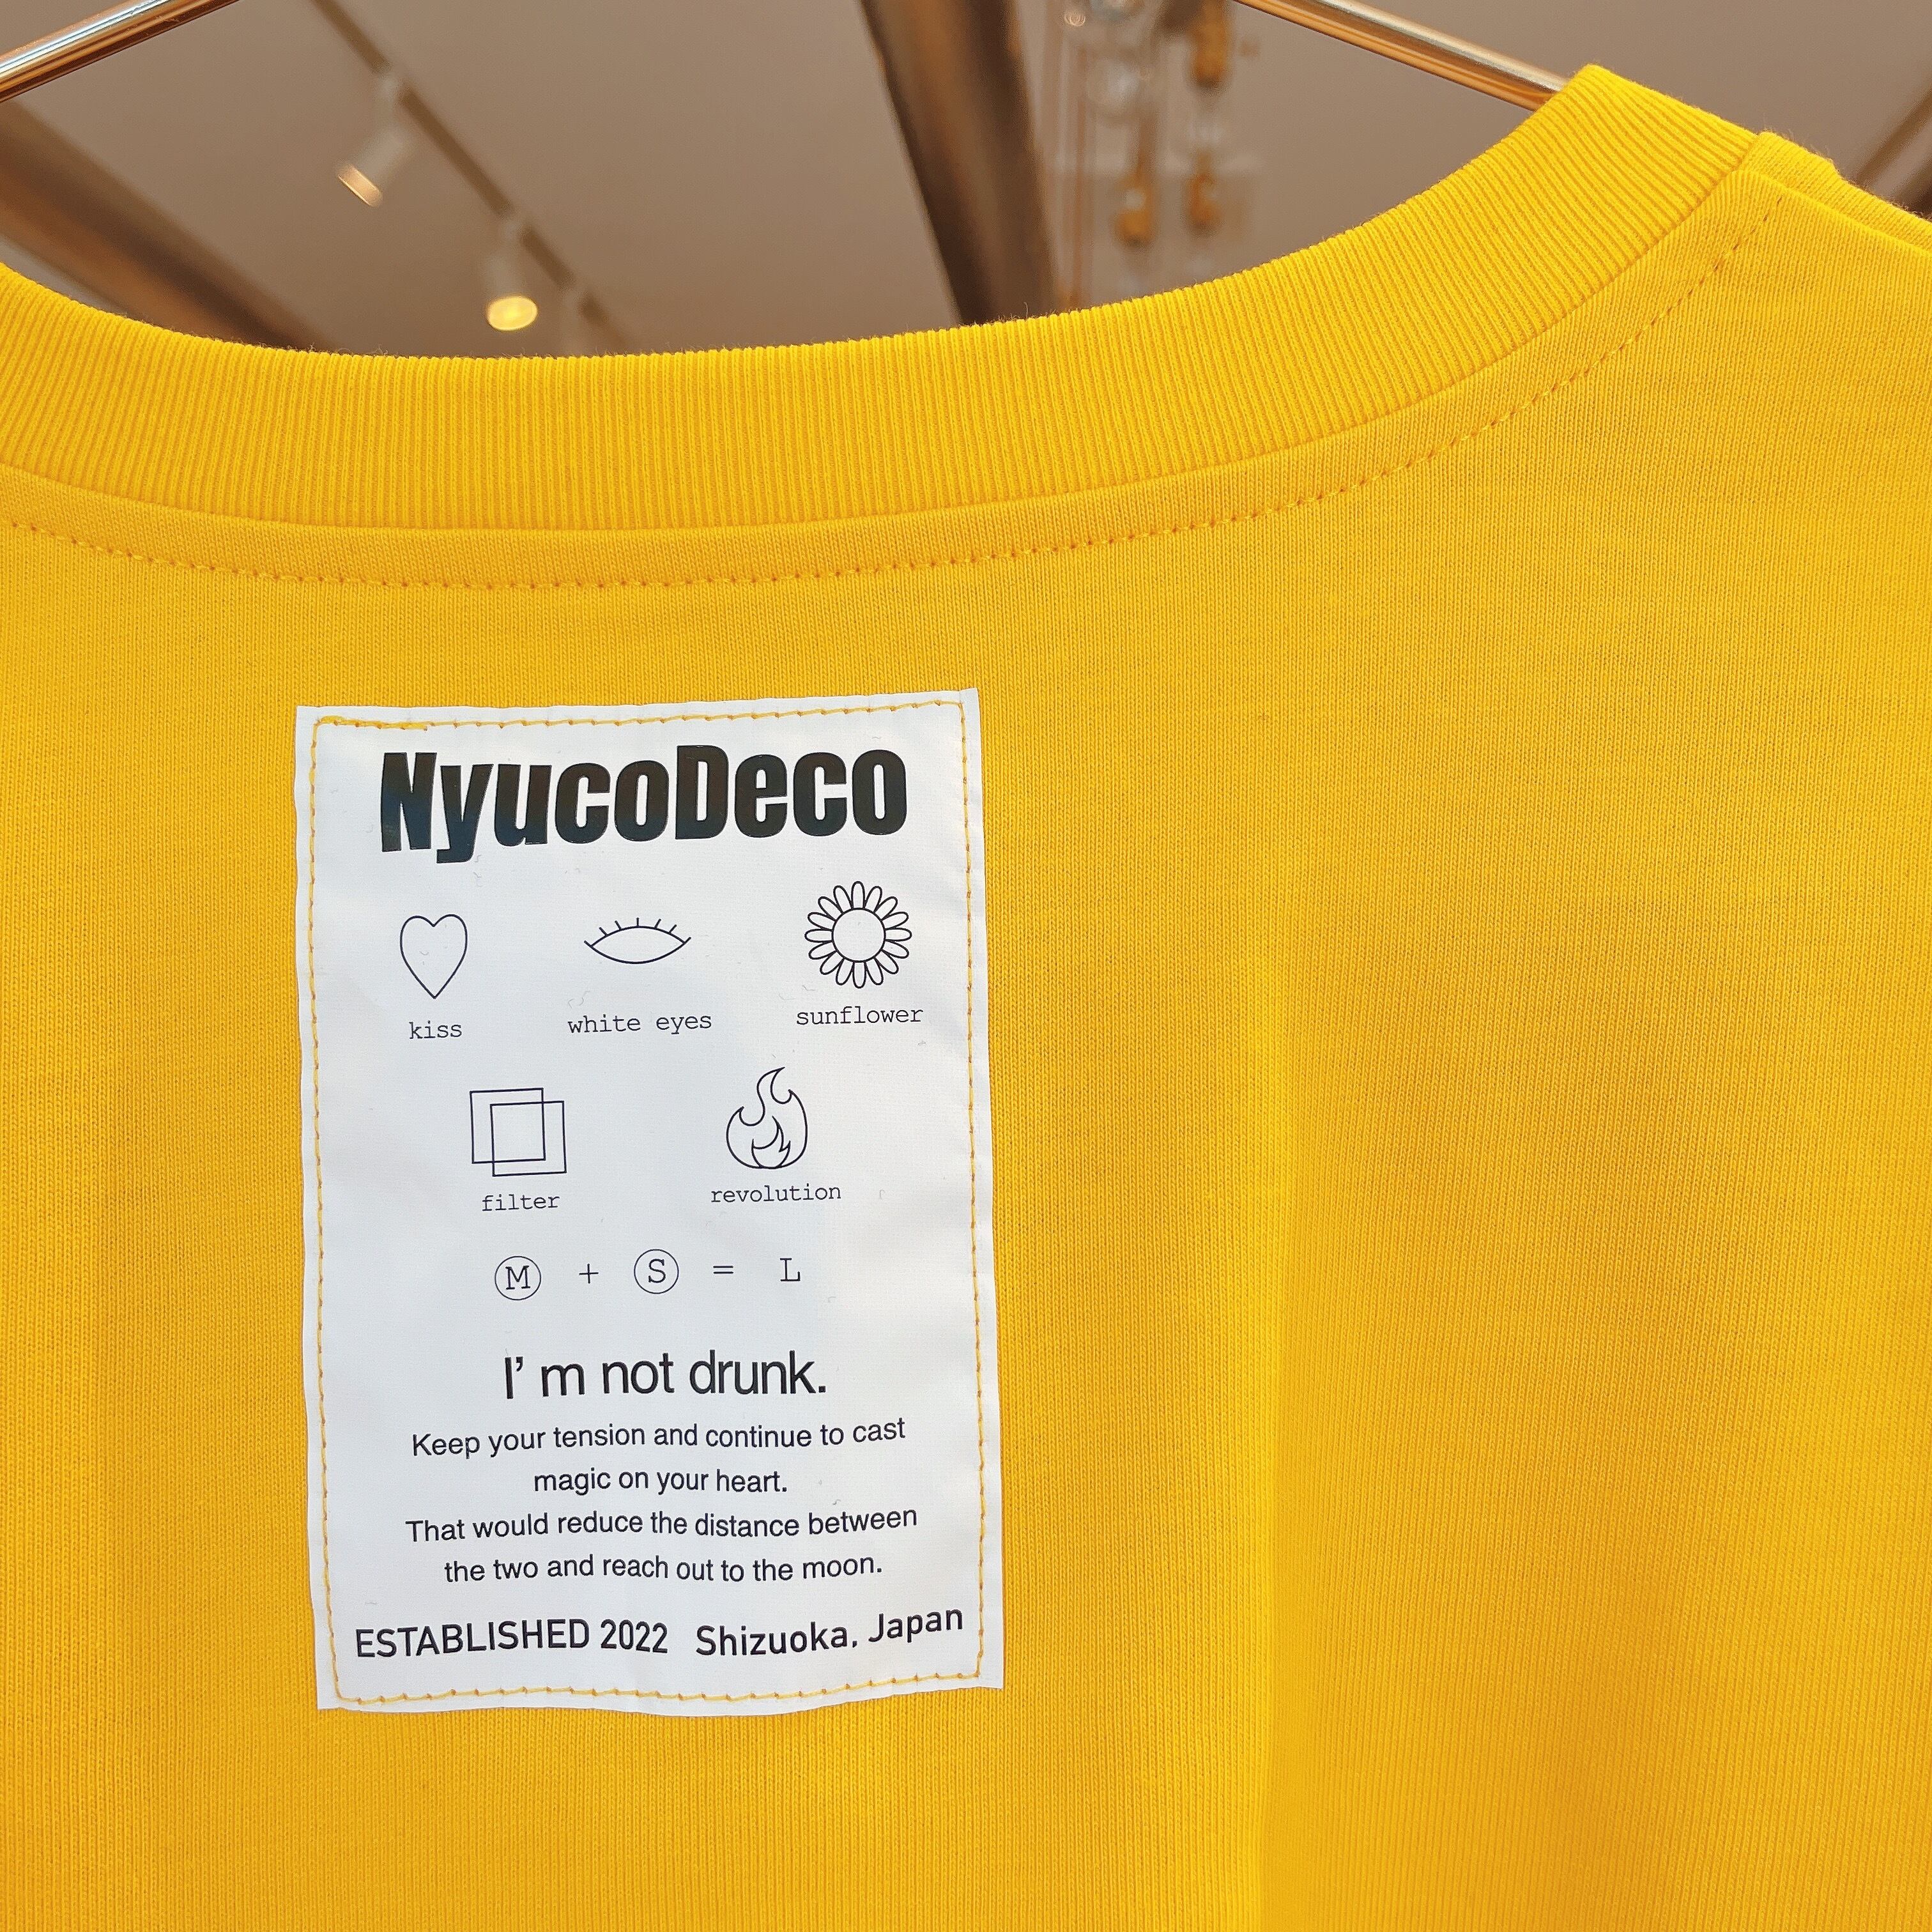 NyucoDeco
kiss white eyes sunflower
filter revolution
Ⓜ + Ⓢ = L
I' m not drunk.
Keep your tension and continue to cast
magic on your heart.
That would reduce the distance between
the two and reach out to the moon.
ESTABLISHED 2022 Shizuoka, Japan